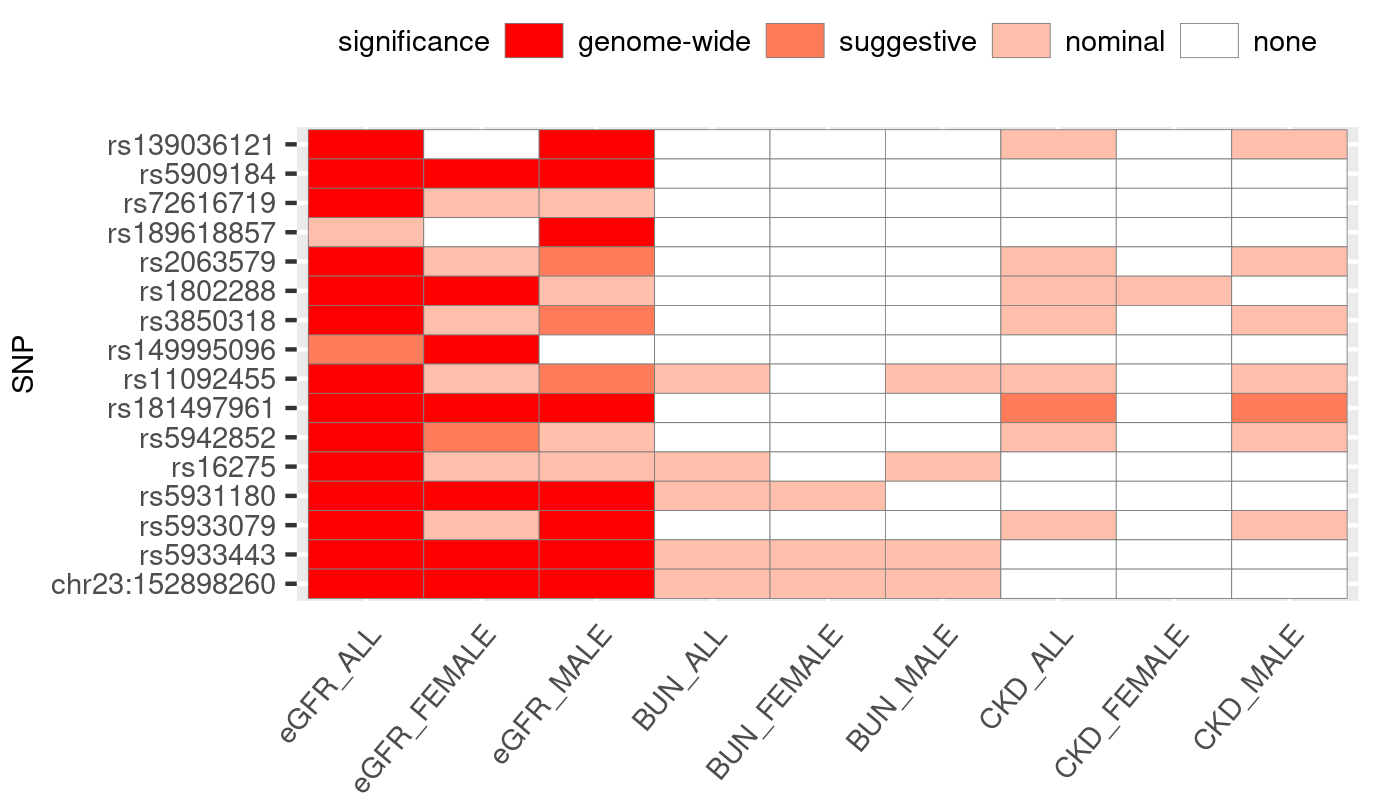 significance genome-wide suggestive nominal none
rs139036121
rs5909184
rs72616719
rs189618857
rs2063579
rs1802288
rs3850318
rs149995096
rs11092455
rs181497961
rs5942852
rs16275
rs5931180
rs5933079
rs5933443
chr23:152898260
SNP
eGFR_ALL
eGFR_FEMALE
eGFR_MALE
BUN_ALL
BUN_FEMALE
BUN_MALE
CKD_ALL
CKD_FEMALE
CKD_MALE